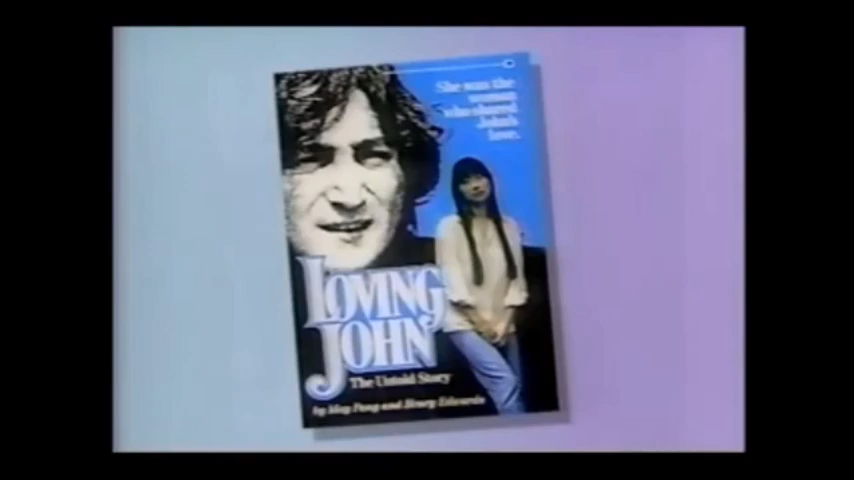 She was the
woman
who shared
John's
love.
LOVING
JOHN
The Untold Story
by May Pang and Henry Edwards